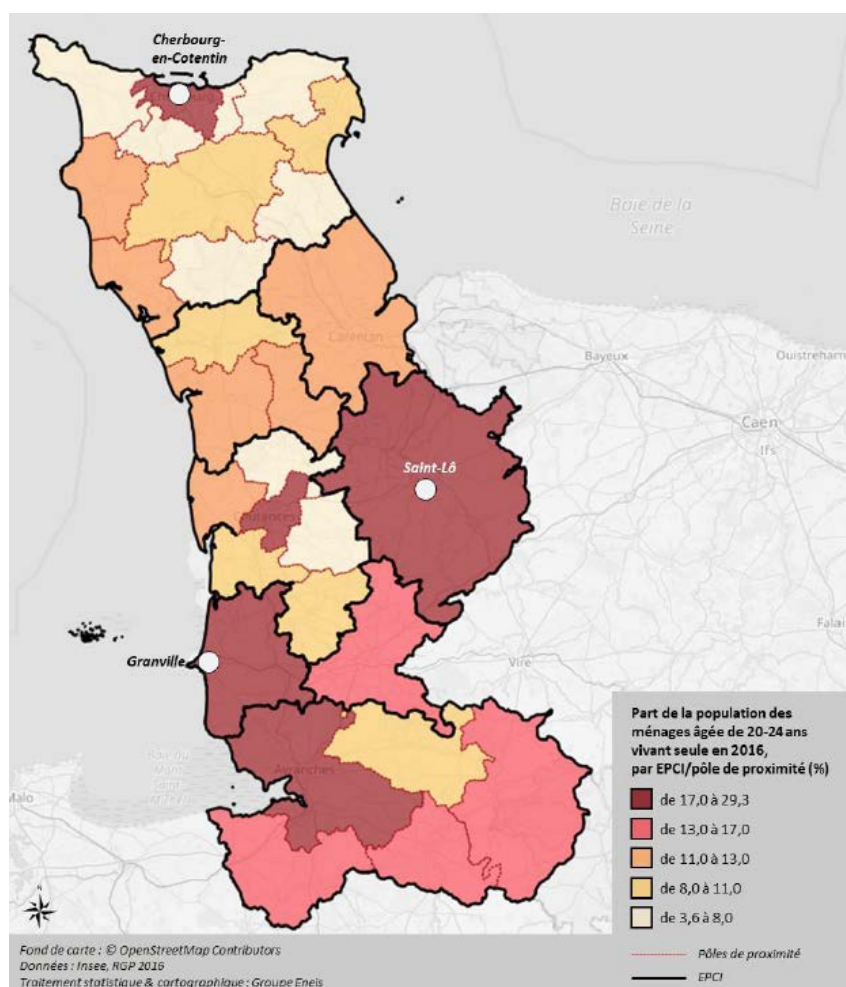 Cherbourg-
en-Cotentin
Baie de la
Seine
Carentan
Bayeux
Ouistreham
Caen
Ifs
Saint-Lô
Coutances
Falai
Granville
Vire
Avranches
Baie du
Mont
Malo
Part de la population des
ménages âgée de 20-24 ans
vivant seule en 2016,
par EPCI/pôle de proximité (%)
de 17,0 à 29,3
de 13,0 à 17,0
de 11,0 à 13,0
de 8,0 à 11,0
de 3,6 à 8,0
Pôles de proximité
EPCI
N
Fond de carte : © OpenStreetMap Contributors
Données : Insee, RGP 2016
Traitement statistique & cartographique : Groupe Eneis